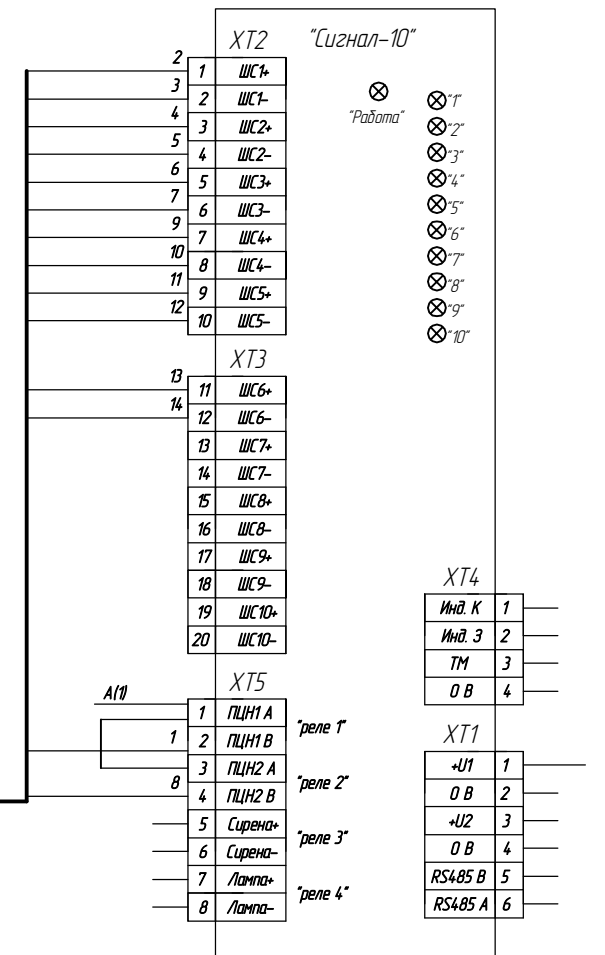 XT2
"Сигнал-10"
2
1 ШС1+
3
2 ШС1-
4
3 ШС2+
5
4 ШС2-
6
5 ШС3+
7
6 ШС3-
9
7 ШС4+
10
8 ШС4-
11
9 ШС5+
12
10 ШС5-
"Работа"
"1"
"2"
"3"
"4"
"5"
"6"
"7"
"8"
"9"
"10"
XT3
13
11 ШС6+
14
12 ШС6-
13 ШС7+
14 ШС7-
15 ШС8+
16 ШС8-
17 ШС9+
18 ШС9-
19 ШС10+
20 ШС10-
XT4
Инд. К 1
Инд. З 2
ТМ 3
0 В 4
XT5
А(1)
1 ПЦН1 А
1
2 ПЦН1 В
"реле 1"
3 ПЦН2 А
8
4 ПЦН2 В
"реле 2"
5 Сирена+
6 Сирена-
"реле 3"
7 Лампа+
8 Лампа-
"реле 4"
XT1
+U1 1
0 В 2
+U2 3
0 В 4
RS485 B 5
RS485 A 6